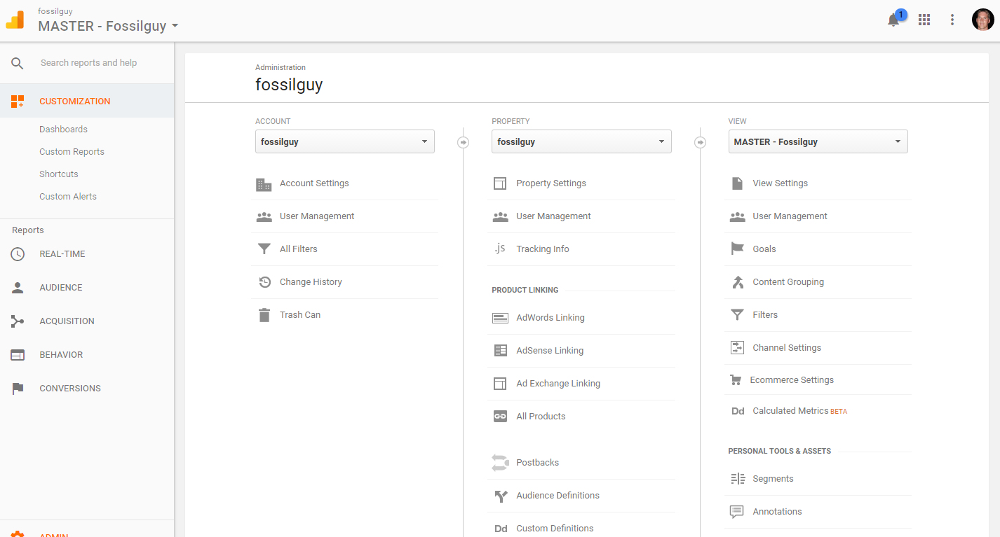 fossilguy
MASTER - Fossilguy
1
Search reports and help
CUSTOMIZATION
Dashboards
Custom Reports
Shortcuts
Custom Alerts
Reports
REAL-TIME
AUDIENCE
ACQUISITION
BEHAVIOR
CONVERSIONS
ADMIN
Administration
fossilguy
ACCOUNT
fossilguy
Account Settings
User Management
All Filters
Change History
Trash Can
PROPERTY
fossilguy
Property Settings
User Management
.js Tracking Info
PRODUCT LINKING
AdWords Linking
AdSense Linking
Ad Exchange Linking
All Products
Postbacks
Audience Definitions
Dd Custom Definitions
VIEW
MASTER - Fossilguy
View Settings
User Management
Goals
Content Grouping
Filters
Channel Settings
Ecommerce Settings
Dd Calculated Metrics BETA
PERSONAL TOOLS & ASSETS
Segments
Annotations